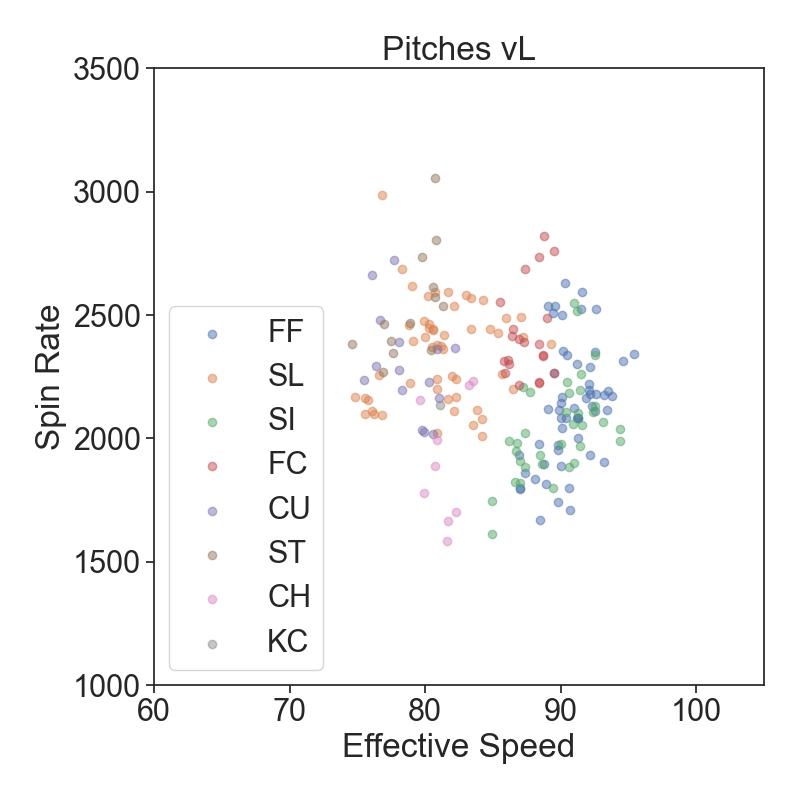 Pitches vL
3500
3000
2500
2000
1500
1000
Spin Rate
FF
SL
SI
FC
CU
ST
CH
KC
60
70
80
90
100
Effective Speed